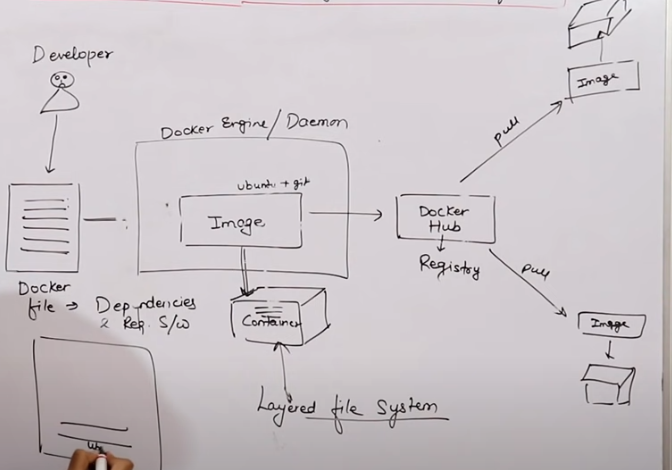 Developer
Docker Engine/Daemon
ubuntu + git
Image
Docker
file → Dependencies
& Req. S/W
Container
Layered file System
Docker
Hub
Registry
Pull
Image
Pull
Image